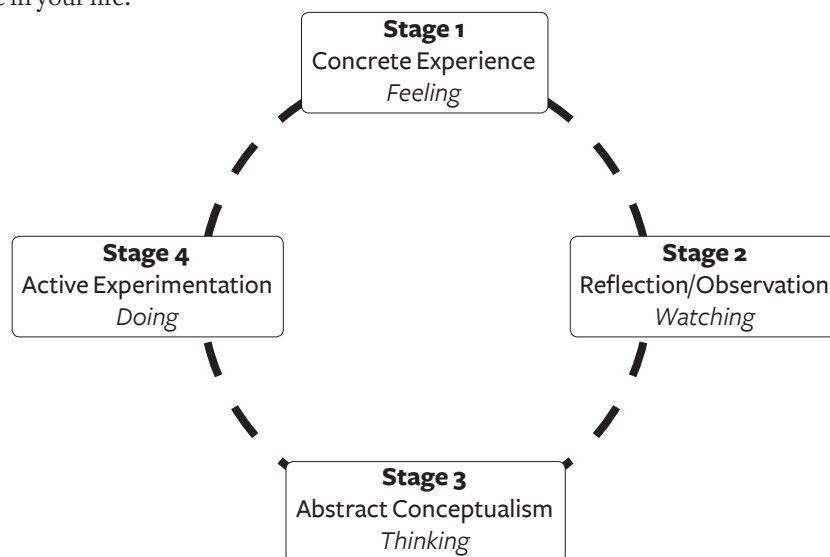 in your life.
Stage 1
Concrete Experience
Feeling
Stage 4
Active Experimentation
Doing
Stage 2
Reflection/Observation
Watching
Stage 3
Abstract Conceptualism
Thinking